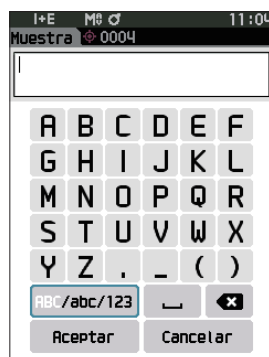 I+E M0 11:04
Muestra 0004
A B C D E F
G H I J K L
M N O P Q R
S T U V W X
Y Z . _ ( )
ABC/abc/123
Aceptar Cancelar